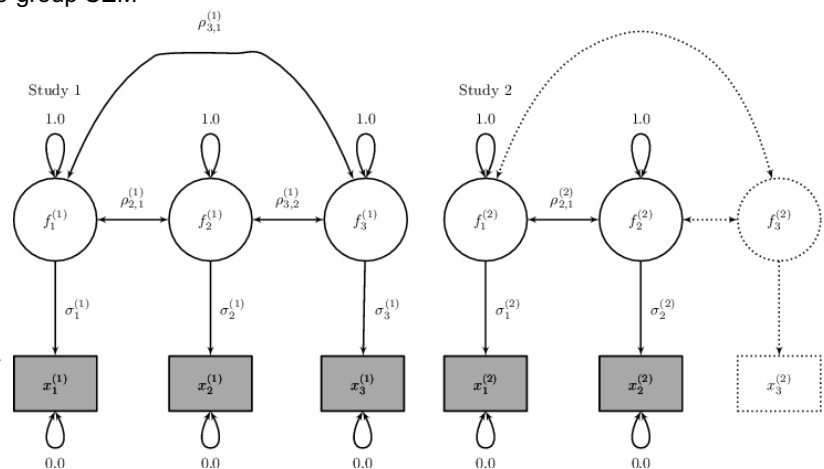 ρ_{3,1}^{(1)}
Study 1
Study 2
1.0 1.0 1.0 1.0 1.0
ρ_{2,1}^{(1)} ρ_{3,2}^{(1)} ρ_{2,1}^{(2)}
f_1^{(1)} f_2^{(1)} f_3^{(1)} f_1^{(2)} f_2^{(2)} f_3^{(2)}
σ_1^{(1)} σ_2^{(1)} σ_3^{(1)} σ_1^{(2)} σ_2^{(2)}
x_1^{(1)} x_2^{(1)} x_3^{(1)} x_1^{(2)} x_2^{(2)} x_3^{(2)}
0.0 0.0 0.0 0.0 0.0